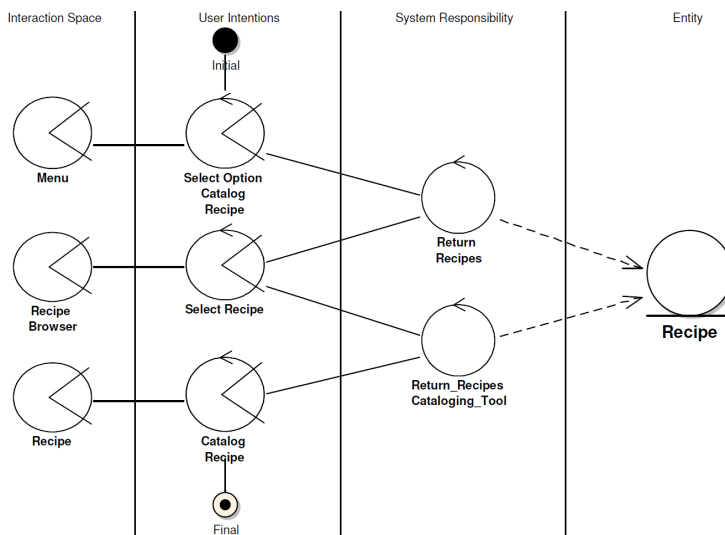 Interaction Space
User Intentions
System Responsibility
Entity
Initial
Menu
Select Option
Catalog
Recipe
Return
Recipes
Recipe
Browser
Select Recipe
Recipe
Return_Recipes
Cataloging_Tool
Recipe
Catalog
Recipe
Final